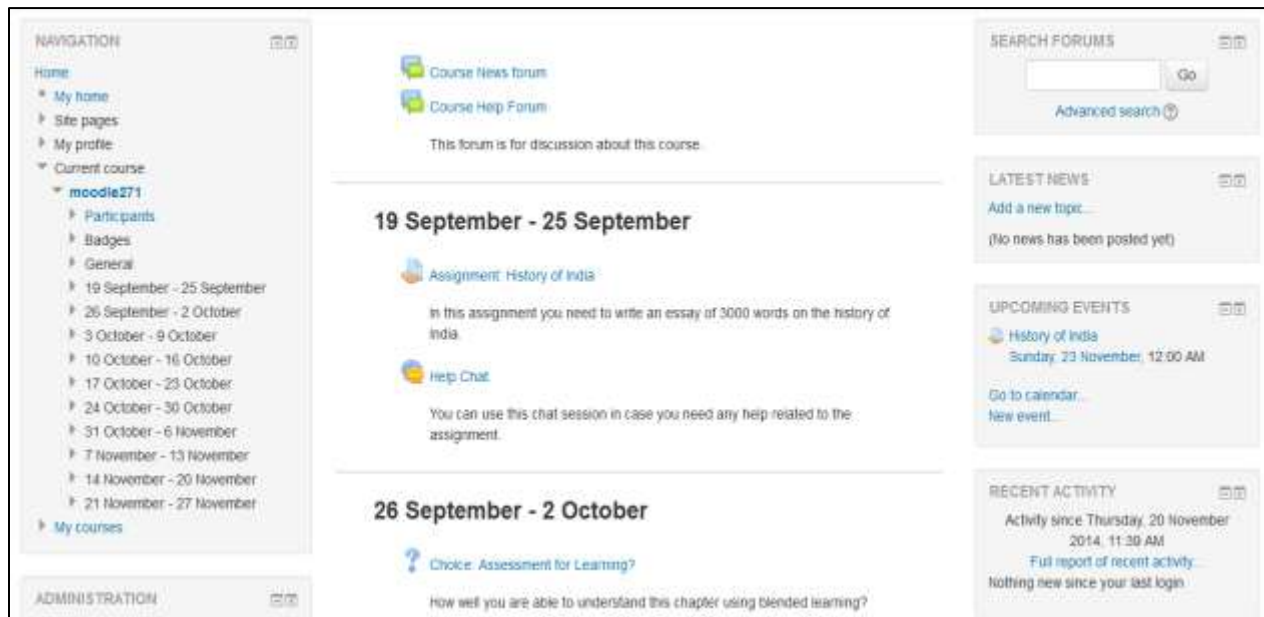 NAVIGATION
Home
My home
Site pages
My profile
Current course
moodle271
Participants
Badges
General
19 September - 25 September
26 September - 2 October
3 October - 9 October
10 October - 16 October
17 October - 23 October
24 October - 30 October
31 October - 6 November
7 November - 13 November
14 November - 20 November
21 November - 27 November
My courses
ADMINISTRATION
Course News forum
Course Help Forum
This forum is for discussion about this course.
19 September - 25 September
Assignment: History of India
In this assignment you need to write an essay of 3000 words on the history of
India.
Help Chat
You can use this chat session in case you need any help related to the
assignment.
26 September - 2 October
Choice: Assessment for Learning?
How well you are able to understand this chapter using blended learning?
SEARCH FORUMS
Go
Advanced search
LATEST NEWS
Add a new topic...
(No news has been posted yet)
UPCOMING EVENTS
History of India
Sunday, 23 November, 12:00 AM
Go to calendar...
New event...
RECENT ACTIVITY
Activity since Thursday, 20 November
2014, 11:39 AM
Full report of recent activity...
Nothing new since your last login